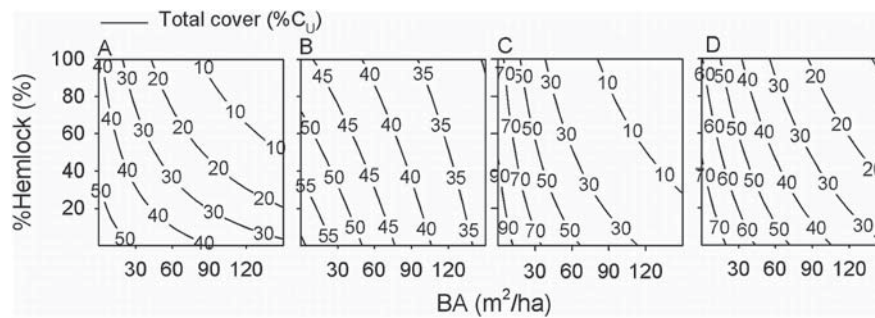 Total cover (%C_U)
A B C D
%Hemlock (%)
100
80
60
40
20
40 30 20 10
10
40 30 20 10
50 40 30 20
50 40 40 30 30 20
45 40 35
50 45 40 35
55 50 45 40 35
55 50 45 40 35
70 50 30 10
70 50 30 10
90 70 50 30 10
90 70 50 30
60 50 40 30 20
60 50 40 30 20
70 60 50 40 30 20
70 60 50 40 30
30 60 90 120 30 60 90 120 30 60 90 120 30 60 90 120
BA (m²/ha)